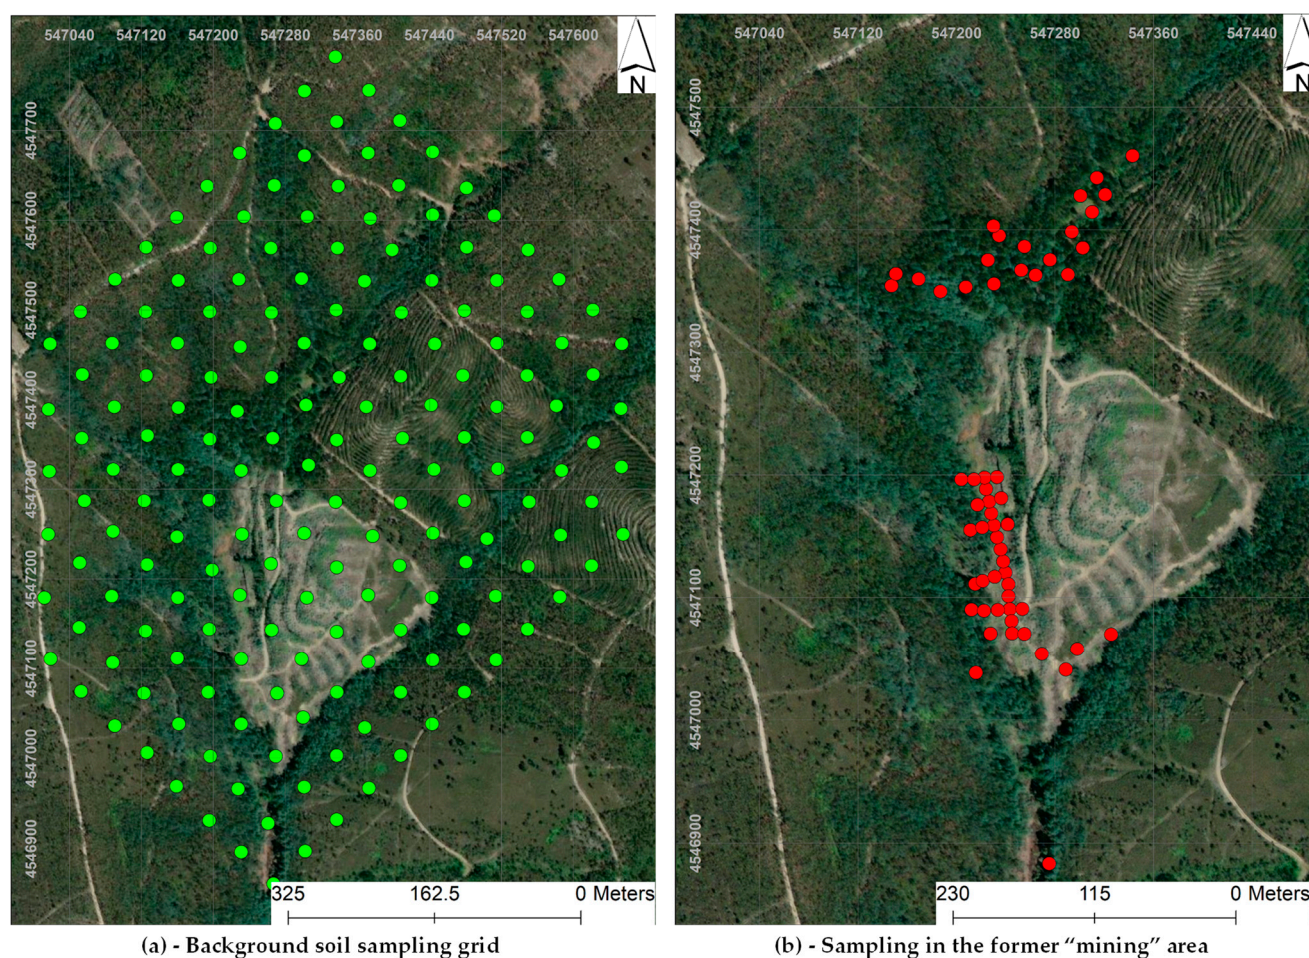 547040 547120 547200 547280 547360 547440 547520 547600
N
4547700
4547600
4547500
4547400
4547300
4547200
4547100
4547000
4546900
325 162.5 0 Meters
(a) - Background soil sampling grid
547040 547120 547200 547280 547360 547440
N
4547500
4547400
4547300
4547200
4547100
4547000
4546900
230 115 0 Meters
(b) - Sampling in the former “mining” area